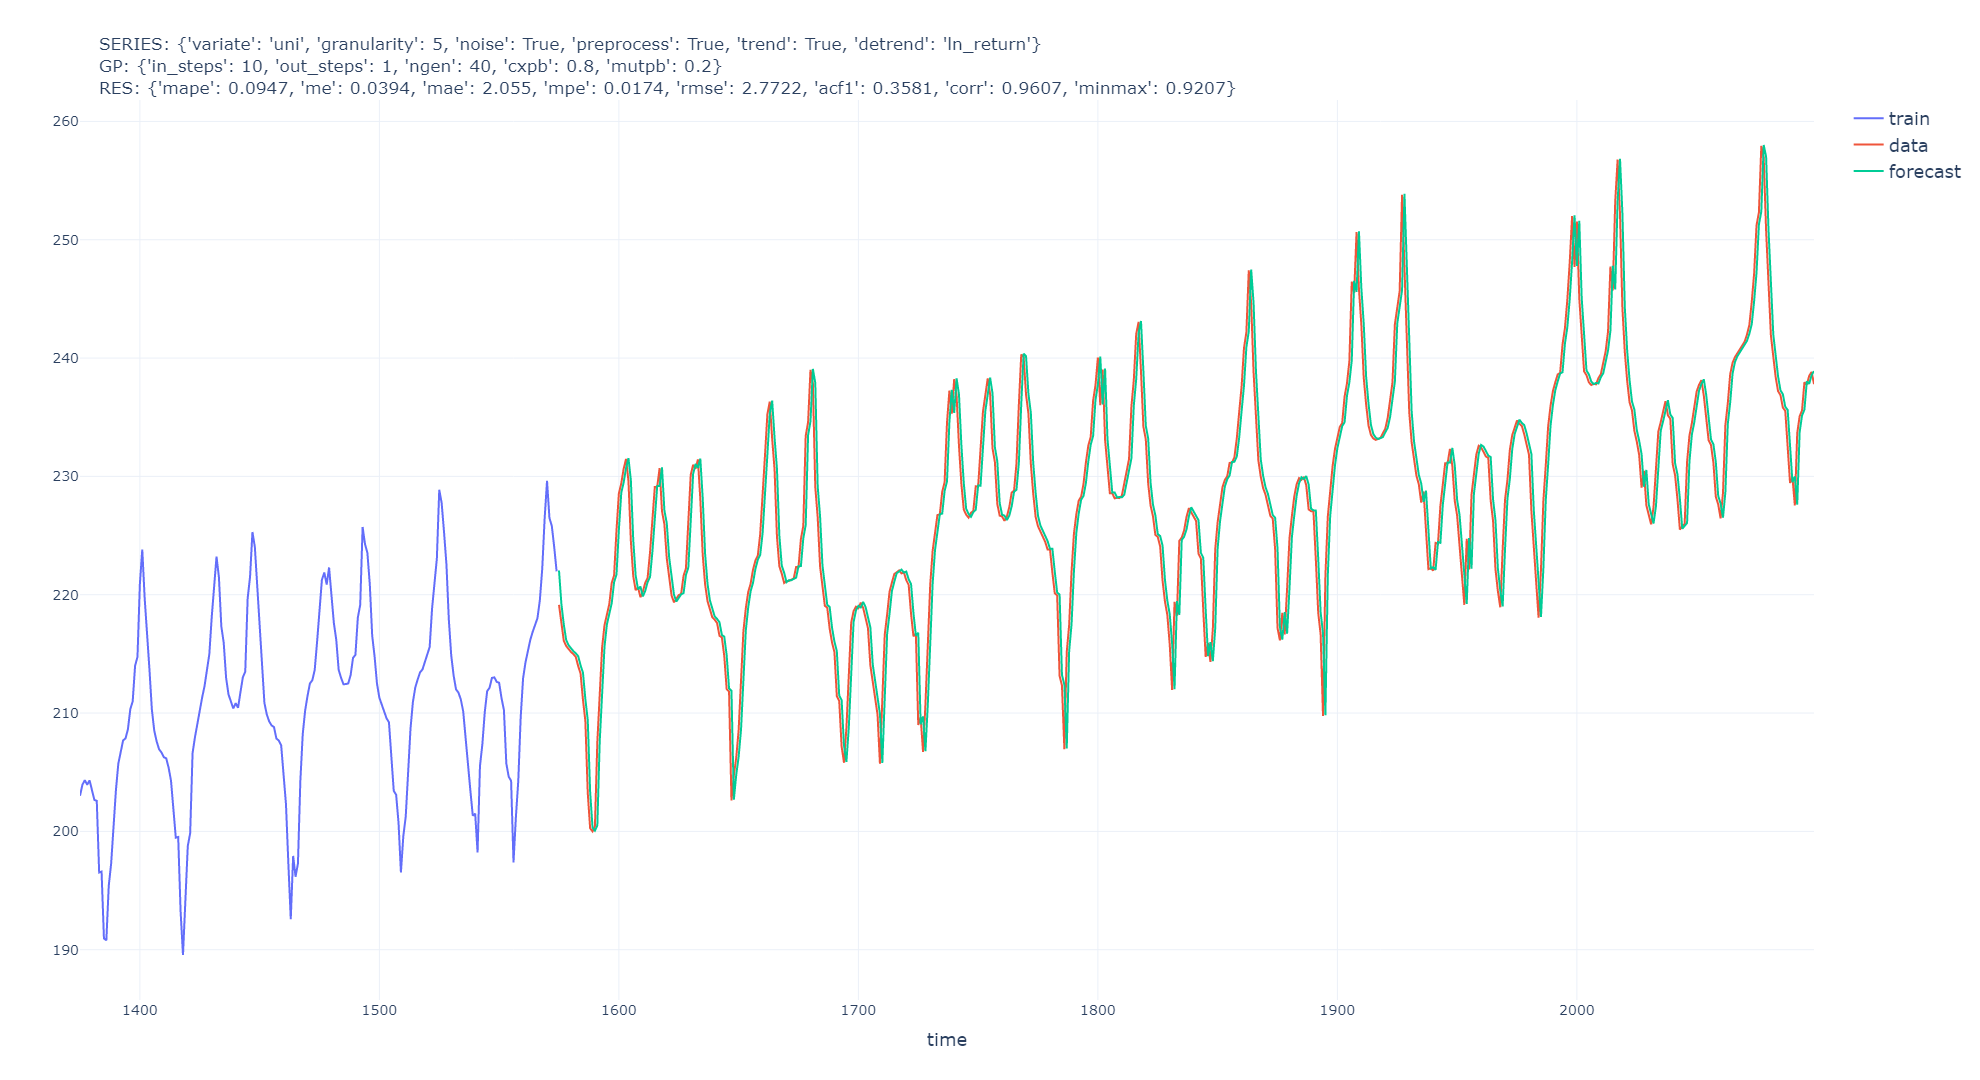 SERIES: {'variate': 'uni', 'granularity': 5, 'noise': True, 'preprocess': True, 'trend': True, 'detrend': 'ln_return'}
GP: {'in_steps': 10, 'out_steps': 1, 'ngen': 40, 'cxpb': 0.8, 'mutpb': 0.2}
RES: {'mape': 0.0947, 'me': 0.0394, 'mae': 2.055, 'mpe': 0.0174, 'rmse': 2.7722, 'acf1': 0.3581, 'corr': 0.9607, 'minmax': 0.9207}
260
250
240
230
220
210
200
190
1400 1500 1600 1700 1800 1900 2000
time
train
data
forecast